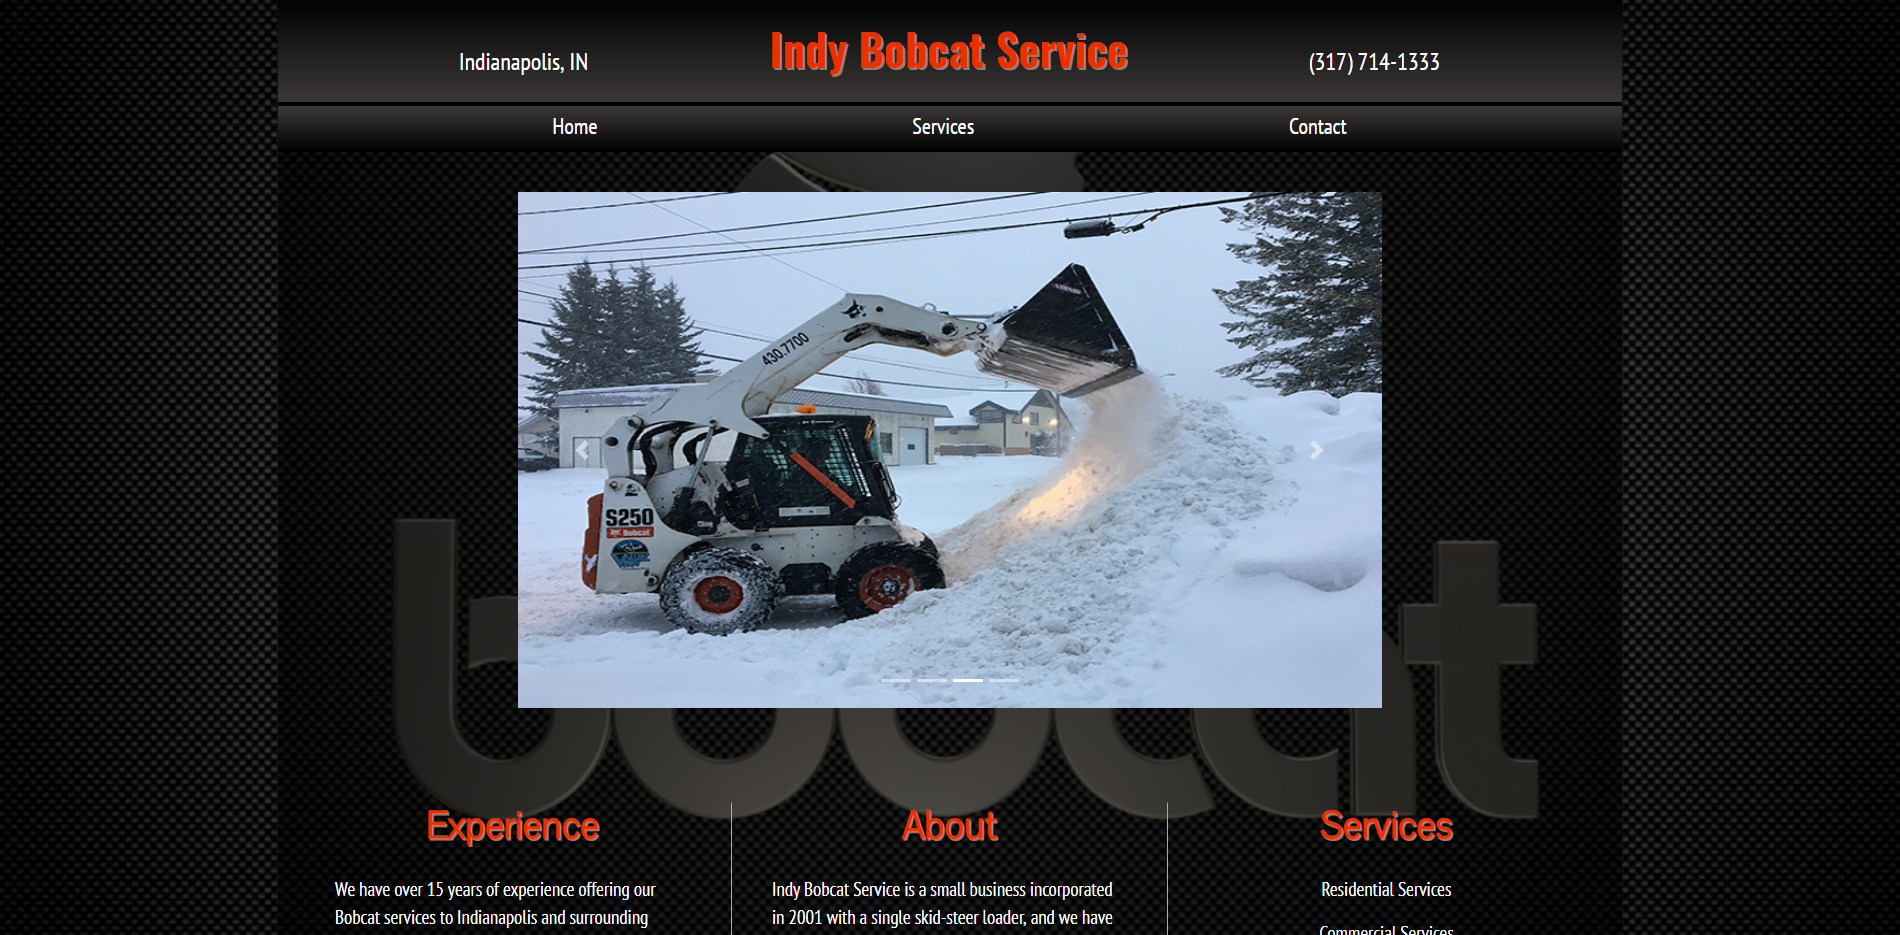 Indianapolis, IN
Indy Bobcat Service
(317) 714-1333
Home
Services
Contact
430.7700
S250
Bobcat
bobcat
Experience
We have over 15 years of experience offering our
Bobcat services to Indianapolis and surrounding
About
Indy Bobcat Service is a small business incorporated
in 2001 with a single skid-steer loader, and we have
Services
Residential Services
Commercial Services